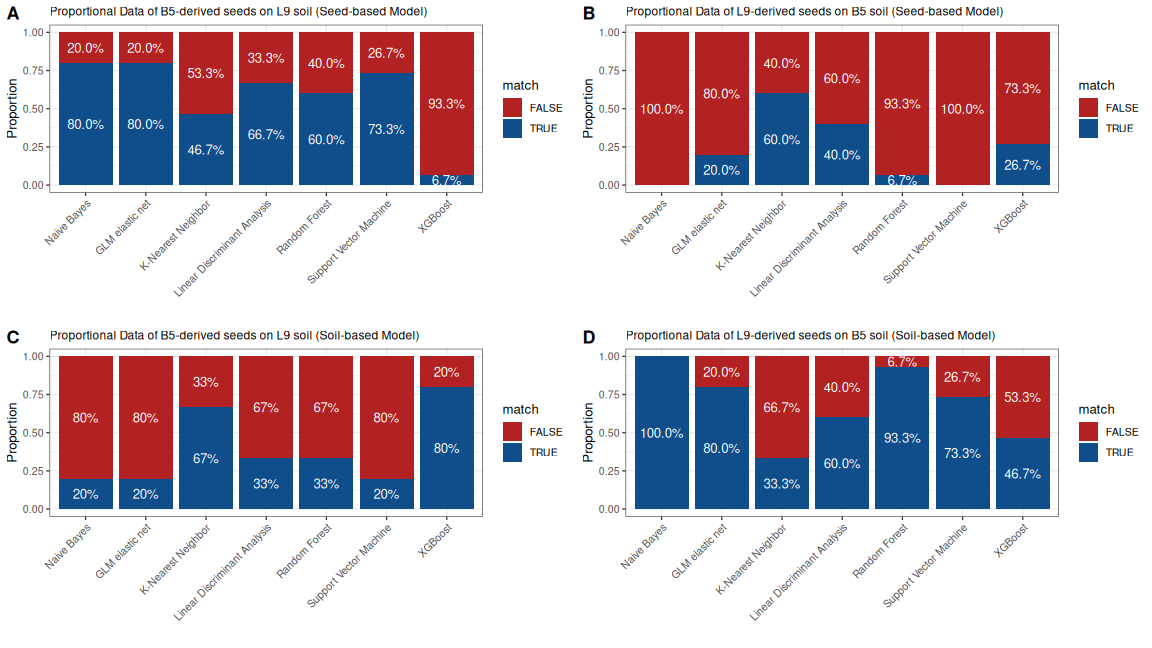 A
Proportional Data of B5-derived seeds on L9 soil (Seed-based Model)
Proportion
1.00
0.75
0.50
0.25
0.00
20.0% 20.0% 53.3% 33.3% 40.0% 26.7% 93.3%
80.0% 80.0% 46.7% 66.7% 60.0% 73.3% 6.7%
Naive Bayes
GLM elastic net
K-Nearest Neighbor
Linear Discriminant Analysis
Random Forest
Support Vector Machine
XGBoost
match
FALSE
TRUE
B
Proportional Data of L9-derived seeds on B5 soil (Seed-based Model)
Proportion
1.00
0.75
0.50
0.25
0.00
100.0% 80.0% 40.0% 60.0% 93.3% 100.0% 73.3%
20.0% 60.0% 40.0% 6.7% 26.7%
Naive Bayes
GLM elastic net
K-Nearest Neighbor
Linear Discriminant Analysis
Random Forest
Support Vector Machine
XGBoost
match
FALSE
TRUE
C
Proportional Data of B5-derived seeds on L9 soil (Soil-based Model)
Proportion
1.00
0.75
0.50
0.25
0.00
80% 80% 33% 67% 67% 80% 20%
20% 20% 67% 33% 33% 20% 80%
Naive Bayes
GLM elastic net
K-Nearest Neighbor
Linear Discriminant Analysis
Random Forest
Support Vector Machine
XGBoost
match
FALSE
TRUE
D
Proportional Data of L9-derived seeds on B5 soil (Soil-based Model)
Proportion
1.00
0.75
0.50
0.25
0.00
20.0% 66.7% 40.0% 6.7% 26.7% 53.3%
100.0% 80.0% 33.3% 60.0% 93.3% 73.3% 46.7%
Naive Bayes
GLM elastic net
K-Nearest Neighbor
Linear Discriminant Analysis
Random Forest
Support Vector Machine
XGBoost
match
FALSE
TRUE